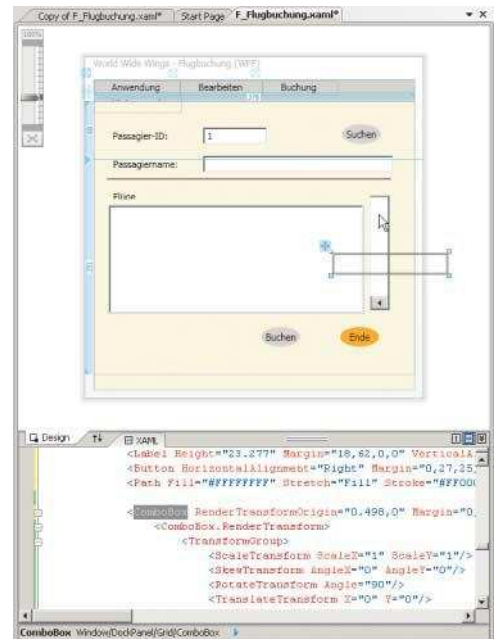 Copy of F_Flugbuchung.xaml* Start Page F_Flugbuchung.xaml*
100%
World Wide Wings - Flugbuchung (WPF)
Anwendung Bearbeiten Buchung
Passagier-ID: 1 Suchen
Passagiername:
Flüge
Buchen Ende
Design XAML
<Label Height="23.277" Margin="18,62,0,0" VerticalA
<Button HorizontalAlignment="Right" Margin="0,27,25,
<Path Fill="#FFFFFFFF" Stretch="Fill" Stroke="#FF000
<ComboBox RenderTransformOrigin="0.498,0" Margin="0,
<ComboBox.RenderTransform>
<TransformGroup>
<ScaleTransform ScaleX="1" ScaleY="1"/>
<SkewTransform AngleX="0" AngleY="0"/>
<RotateTransform Angle="90"/>
<TranslateTransform X="0" Y="0"/>
ComboBox Window/DockPanel/Grid/ComboBox